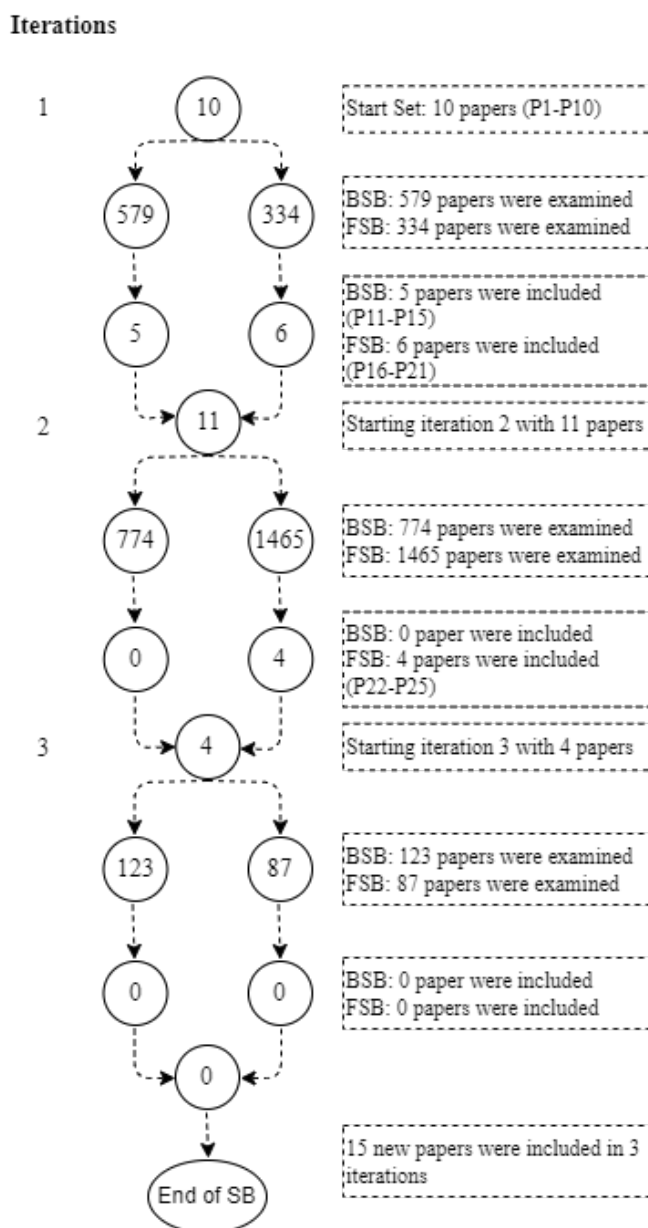 Iterations
1
10
Start Set: 10 papers (P1-P10)
579
334
BSB: 579 papers were examined
FSB: 334 papers were examined
5
6
BSB: 5 papers were included
(P11-P15)
FSB: 6 papers were included
(P16-P21)
2
11
Starting iteration 2 with 11 papers
774
1465
BSB: 774 papers were examined
FSB: 1465 papers were examined
0
4
BSB: 0 paper were included
FSB: 4 papers were included
(P22-P25)
3
4
Starting iteration 3 with 4 papers
123
87
BSB: 123 papers were examined
FSB: 87 papers were examined
0
0
BSB: 0 paper were included
FSB: 0 papers were included
0
15 new papers were included in 3
iterations
End of SB